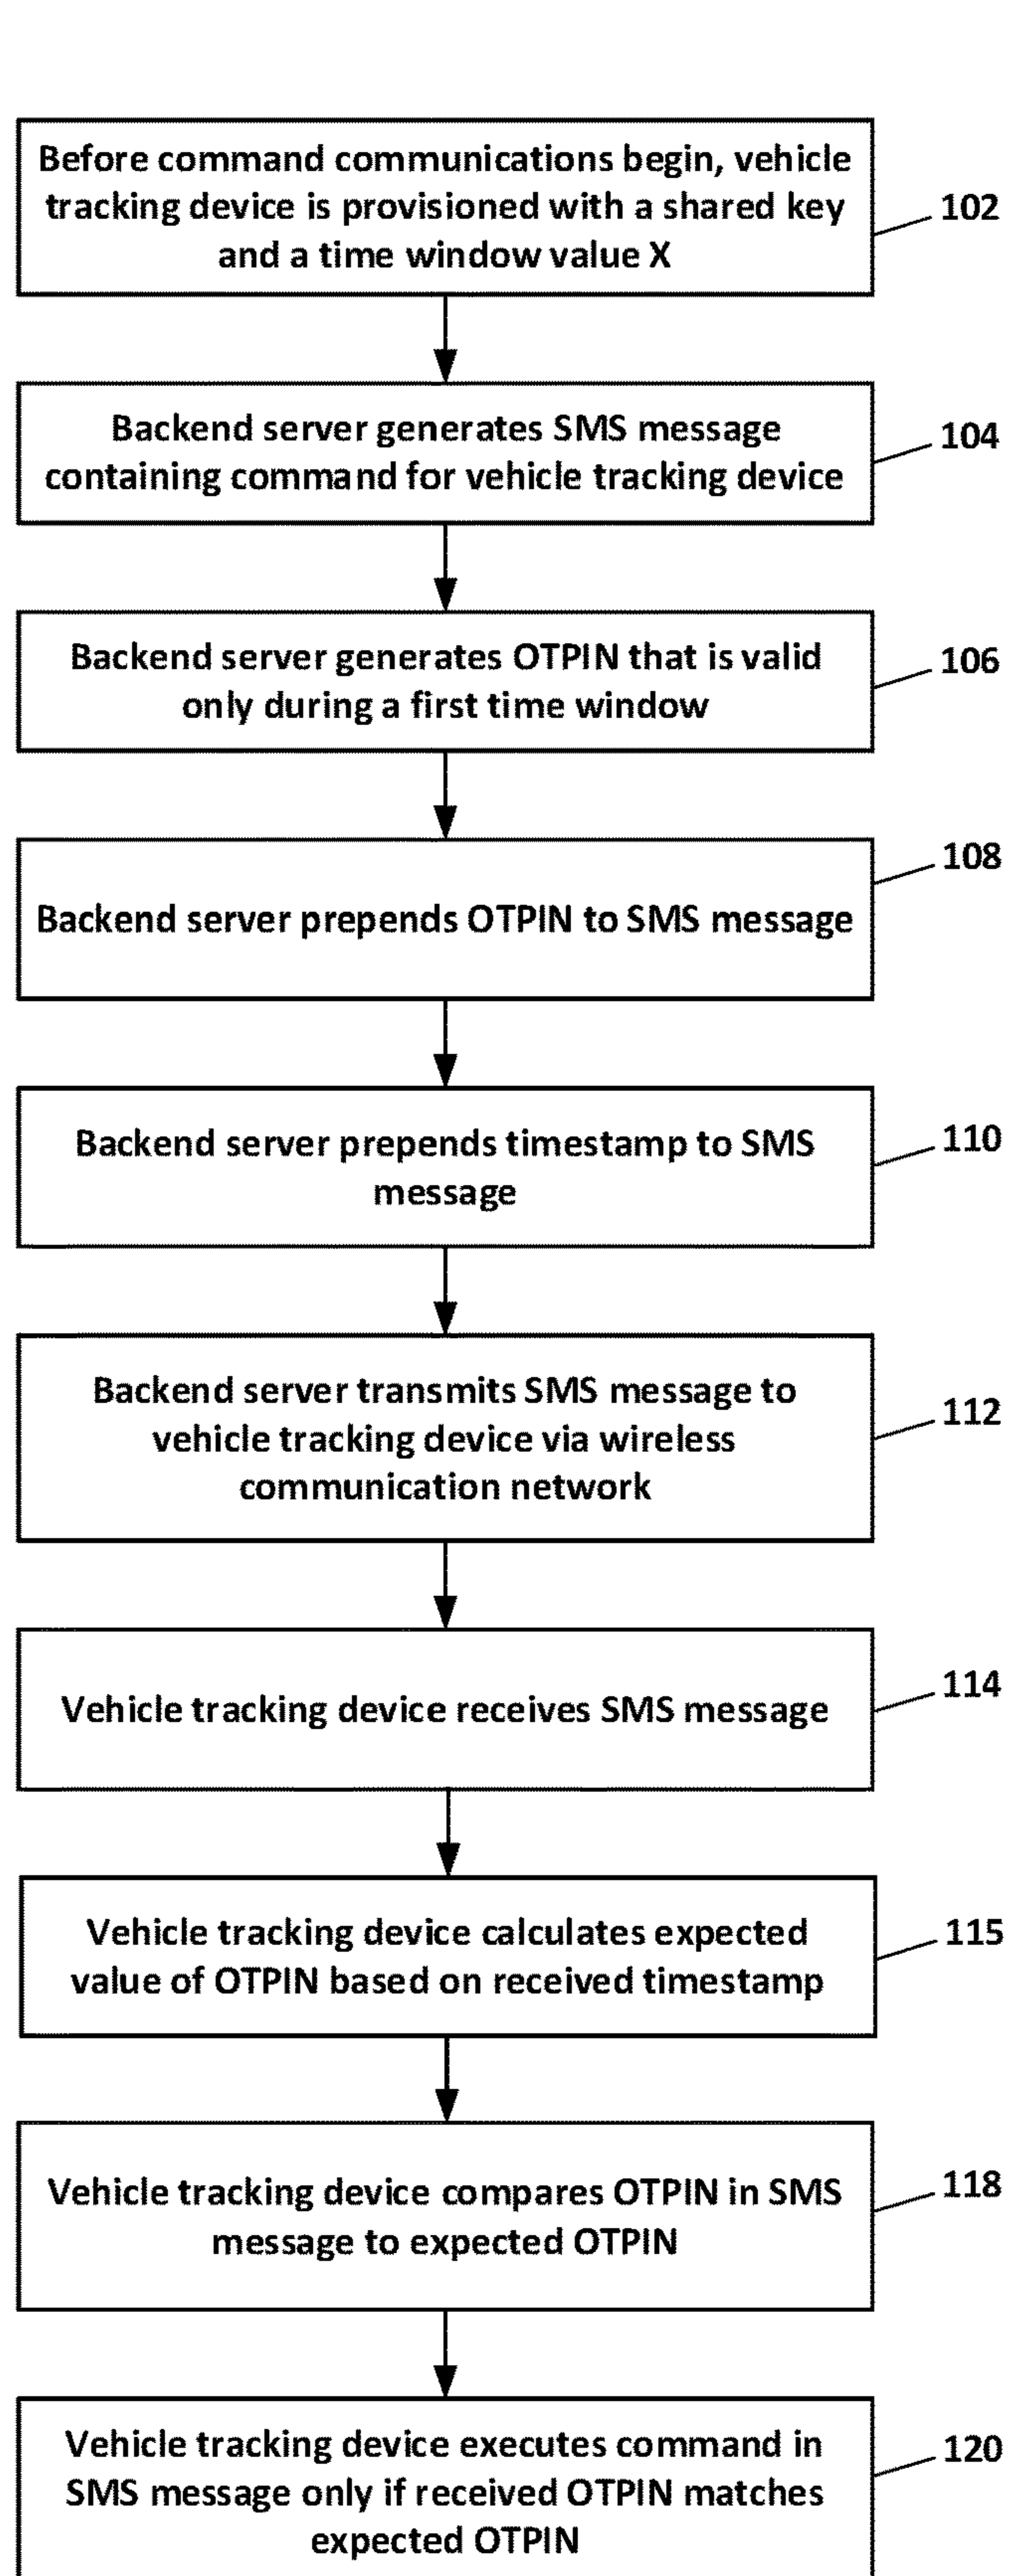 Before command communications begin, vehicle
tracking device is provisioned with a shared key
and a time window value X
102
Backend server generates SMS message
containing command for vehicle tracking device
104
Backend server generates OTPIN that is valid
only during a first time window
106
Backend server prepends OTPIN to SMS message
108
Backend server prepends timestamp to SMS
message
110
Backend server transmits SMS message to
vehicle tracking device via wireless
communication network
112
Vehicle tracking device receives SMS message
114
Vehicle tracking device calculates expected
value of OTPIN based on received timestamp
115
Vehicle tracking device compares OTPIN in SMS
message to expected OTPIN
118
Vehicle tracking device executes command in
SMS message only if received OTPIN matches
expected OTPIN
120